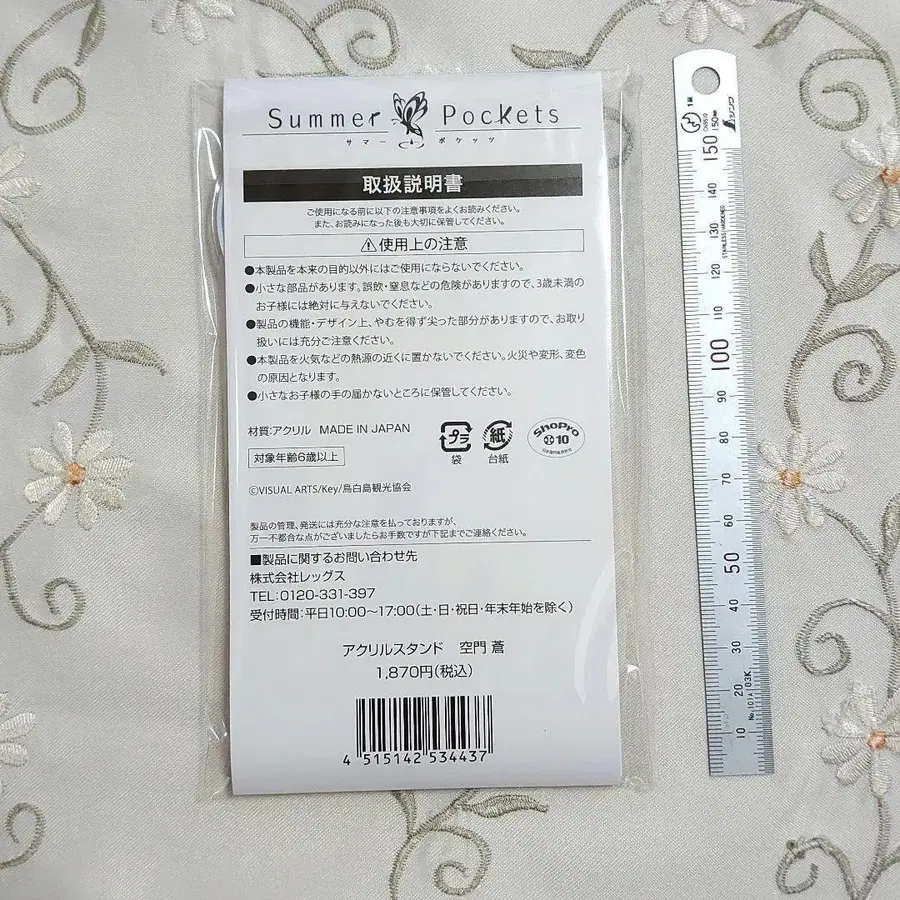 Summer Pockets
サマー ポケッツ
取扱説明書
ご使用になる前に以下の注意事項をよくお読みください。
また、お読みになった後も大切に保管してください。
⚠使用上の注意
●本製品を本来の目的以外にはご使用にならないでください。
●小さな部品があります。誤飲・窒息などの危険がありますので、3歳未満の
お子様には絶対に与えないでください。
●製品の機能・デザイン上、やむを得ず尖った部分がありますので、お取り
扱いには充分ご注意ください。
●本製品を火気などの熱源の近くに置かないでください。火災や変形、変色
の原因となります。
●小さなお子様の手の届かないところに保管してください。
材質:アクリル MADE IN JAPAN
対象年齢6歳以上
プラ
袋
紙
台紙
ShoPro
10
©VISUAL ARTS/Key/鳥白島観光協会
製品の管理、発送には充分な注意を払っておりますが、
万一不都合な点がございましたらお手数ですが下記までご連絡ください。
■製品に関するお問い合わせ先
株式会社レッグス
TEL:0120-331-397
受付時間:平日10:00〜17:00(土・日・祝日・年末年始を除く)
アクリルスタンド 空門 蒼
1,870円(税込)
4 515142 534437
シンワ
150
140
130
STAINLESS HARDENED
120
110
100
90
80
70
60
50
40
30
20
10